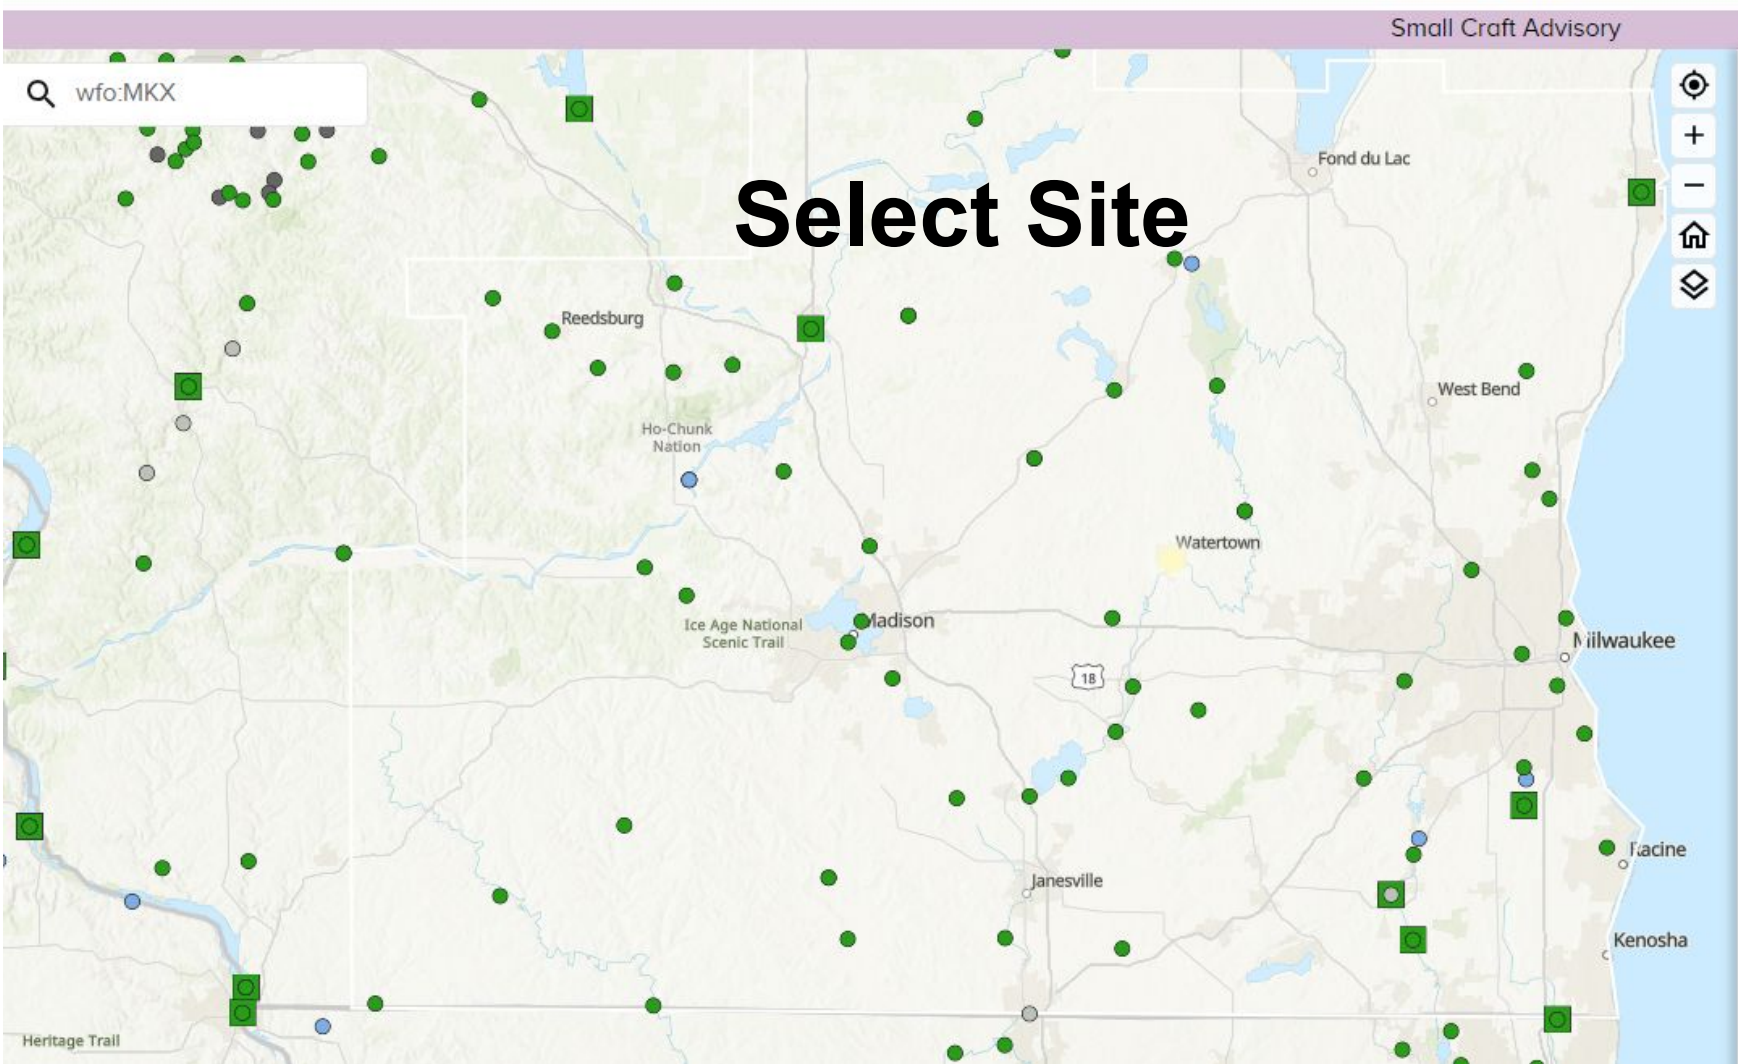 Small Craft Advisory
wfo:MKX
Fond du Lac
Select Site
Reedsburg
West Bend
Ho-Chunk
Nation
Watertown
Ice Age National
Scenic Trail
Madison
Milwaukee
18
Janesville
Racine
Kenosha
Heritage Trail